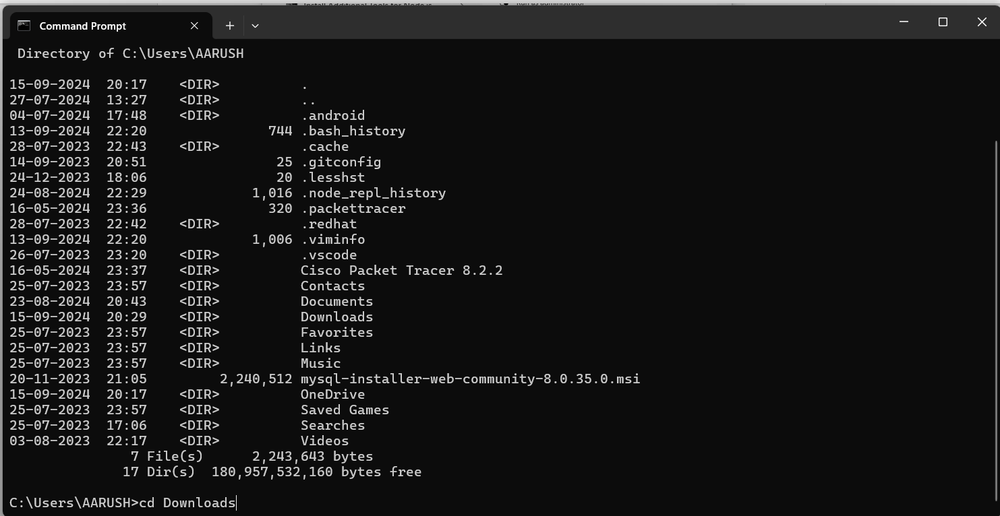 Install Additional Tools for Node.js
Run as administrator
Command Prompt
Directory of C:\Users\AARUSH
15-09-2024  20:17    <DIR>          .
27-07-2024  13:27    <DIR>          ..
04-07-2024  17:48    <DIR>          .android
13-09-2024  22:20               744 .bash_history
28-07-2023  22:43    <DIR>          .cache
14-09-2023  20:51                25 .gitconfig
24-12-2023  18:06                20 .lesshst
24-08-2024  22:29             1,016 .node_repl_history
16-05-2024  23:36               320 .packettracer
28-07-2023  22:42    <DIR>          .redhat
13-09-2024  22:20             1,006 .viminfo
26-07-2023  23:20    <DIR>          .vscode
16-05-2024  23:37    <DIR>          Cisco Packet Tracer 8.2.2
25-07-2023  23:57    <DIR>          Contacts
23-08-2024  20:43    <DIR>          Documents
15-09-2024  20:29    <DIR>          Downloads
25-07-2023  23:57    <DIR>          Favorites
25-07-2023  23:57    <DIR>          Links
25-07-2023  23:57    <DIR>          Music
20-11-2023  21:05         2,240,512 mysql-installer-web-community-8.0.35.0.msi
15-09-2024  20:17    <DIR>          OneDrive
25-07-2023  23:57    <DIR>          Saved Games
25-07-2023  17:06    <DIR>          Searches
03-08-2023  22:17    <DIR>          Videos
7 File(s)      2,243,643 bytes
17 Dir(s)  180,957,532,160 bytes free
C:\Users\AARUSH>cd Downloads